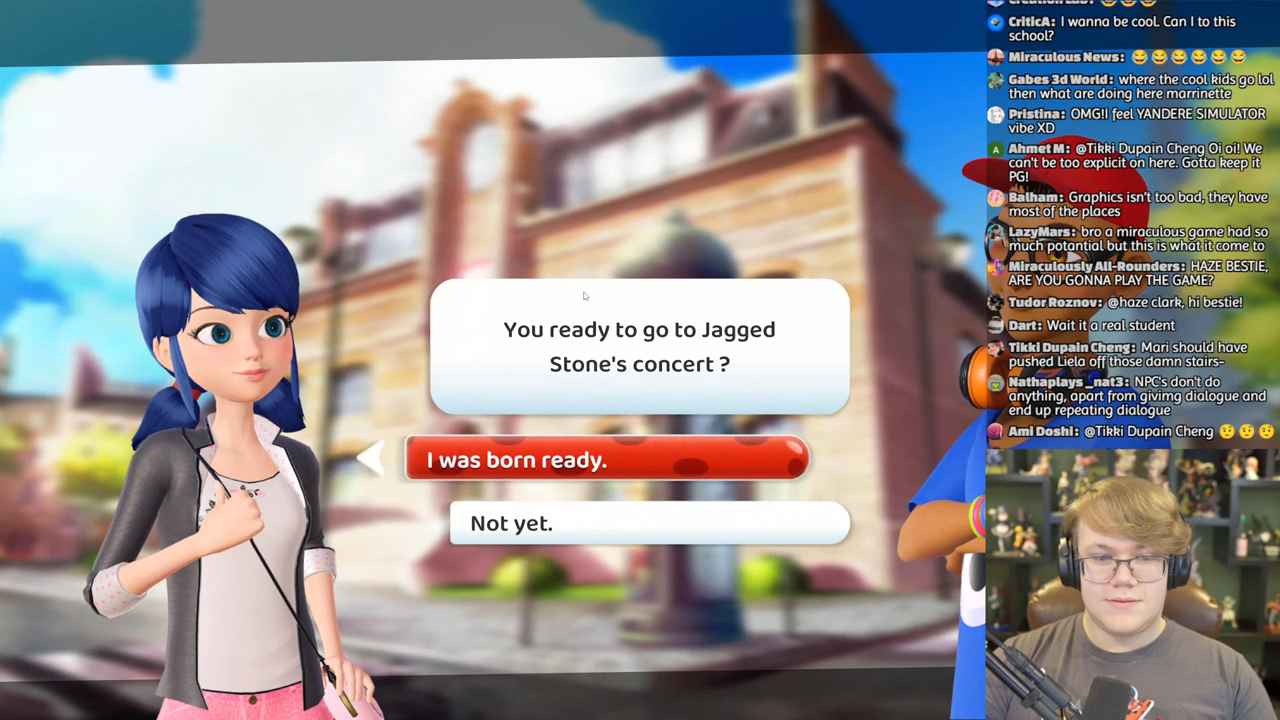 You ready to go to Jagged
Stone's concert ?
I was born ready.
Not yet.
CriticA: I wanna be cool. Can I to this
school?
Miraculous News: 😂😂😂😂😂😂
Gabes 3d World: where the cool kids go lol
then what are doing here marrinette
Pristina: OMG!I feel YANDERE SIMULATOR
vibe XD
A Ahmet M: @Tikki Dupain Cheng Oi oi! We
can't be too explicit on here. Gotta keep it
PG!
Balham: Graphics isn't too bad, they have
most of the places
LazyMars: bro a miraculous game had so
much potantial but this is what it come to
Miraculously All-Rounders: HAZE BESTIE,
ARE YOU GONNA PLAY THE GAME?
Tudor Roznov: @haze clark, hi bestie!
Dart: Wait it a real student
Tikki Dupain Cheng: Mari should have
pushed Liela off those damn stairs-
Nathaplays_nat3: NPC's don't do
anything, apart from givimg dialogue and
end up repeating dialogue
Ami Doshi: @Tikki Dupain Cheng 🤨🤨🤨